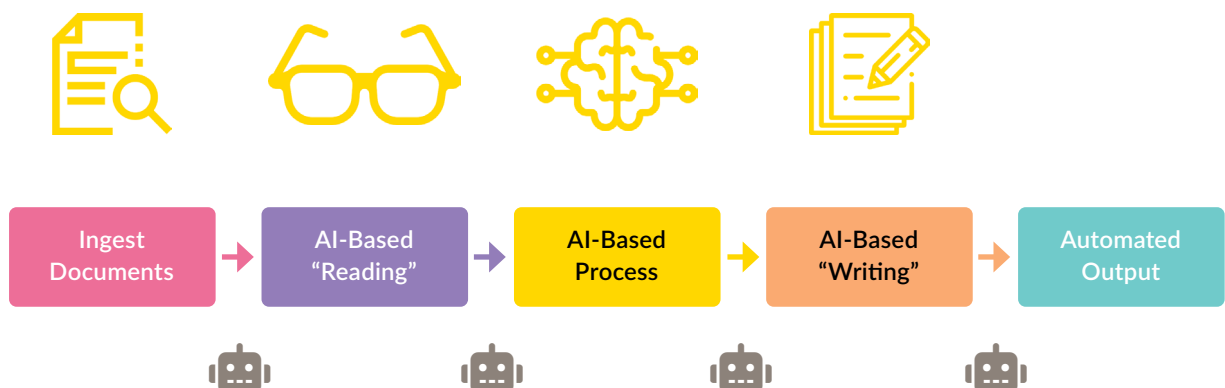 Ingest
Documents
AI-Based
“Reading”
AI-Based
Process
AI-Based
“Writing”
Automated
Output